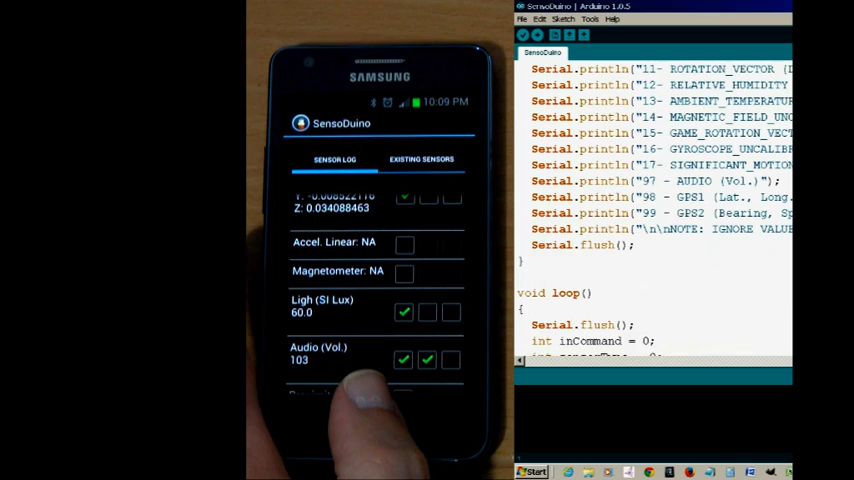 SAMSUNG
10:09 PM
SensoDuino
SENSOR LOG
EXISTING SENSORS
Y: -0.008522116
Z: 0.034088463
Accel. Linear: NA
Magnetometer: NA
Ligh (SI Lux)
60.0
Audio (Vol.)
103
SensoDuino | Arduino 1.0.5
File Edit Sketch Tools Help
SensoDuino
Serial.println("11- ROTATION_VECTOR (
Serial.println("12- RELATIVE_HUMIDITY
Serial.println("13- AMBIENT_TEMPERATUR
Serial.println("14- MAGNETIC_FIELD_UNC
Serial.println("15- GAME_ROTATION_VECT
Serial.println("16- GYROSCOPE_UNCALIB
Serial.println("17- SIGNIFICANT_MOTION
Serial.println("97 - AUDIO (Vol.)");
Serial.println("98 - GPS1 (Lat., Long.
Serial.println("99 - GPS2 (Bearing, Sp
Serial.println("\n\nNOTE: IGNORE VALUE
Serial.flush();
}
void loop()
{
Serial.flush();
int inCommand = 0;
Start